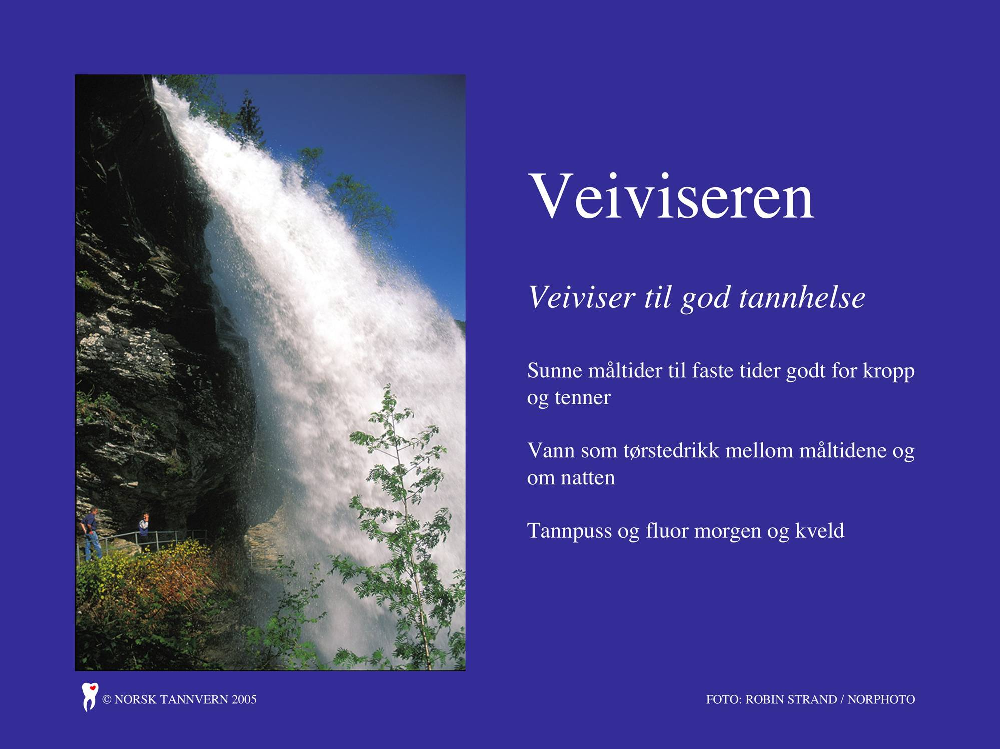 Veiviseren
Veiviser til god tannhelse
Sunne måltider til faste tider godt for kropp
og tenner
Vann som tørstedrikk mellom måltidene og
om natten
Tannpuss og fluor morgen og kveld
© NORSK TANNVERN 2005
FOTO: ROBIN STRAND / NORPHOTO